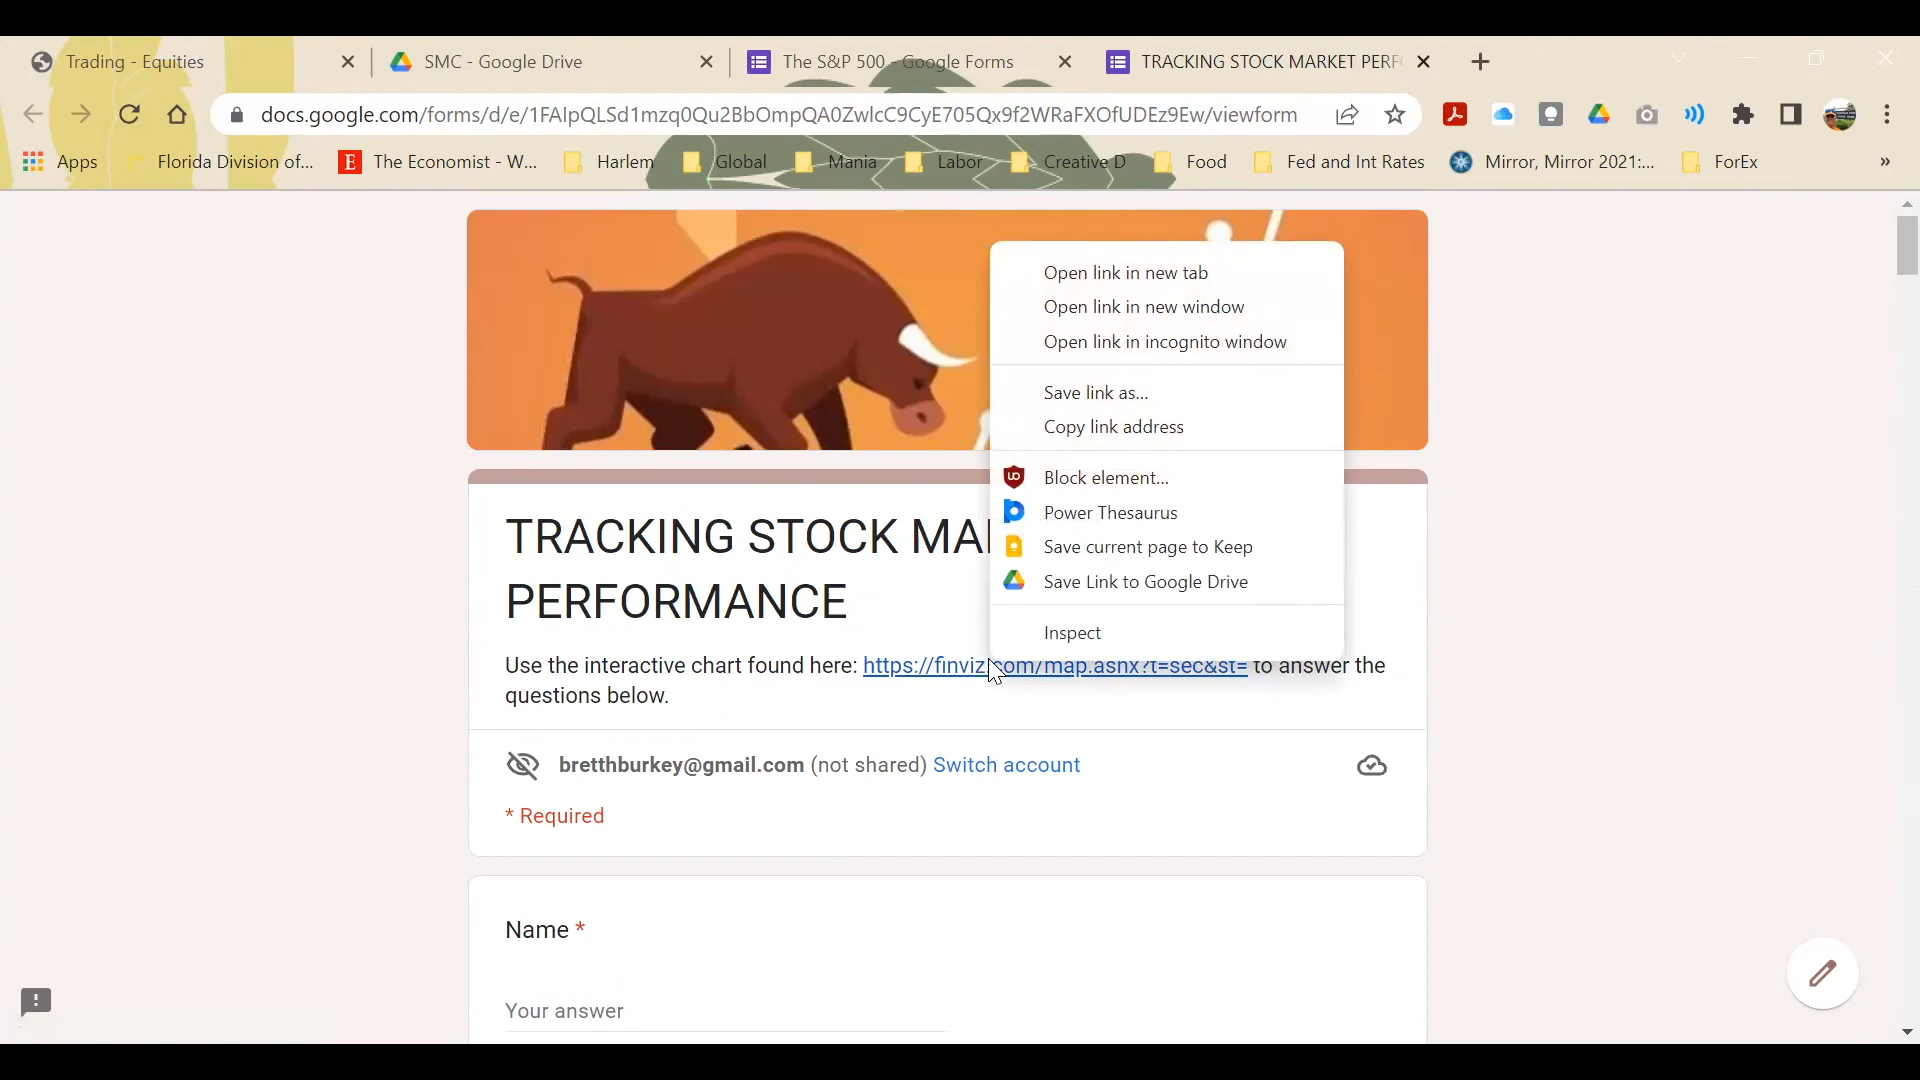 Trading - Equities
SMC - Google Drive
The S&P 500 - Google Forms
TRACKING STOCK MARKET PERF
docs.google.com/forms/d/e/1FAIpQLSd1mzq0Qu2BbOmpQA0ZwlcC9CyE705Qx9f2WRaFXOfUDEz9Ew/viewform
Apps
Florida Division of...
E
The Economist - W...
Harlem
Global
Mania
Labor
Creative D
Food
Fed and Int Rates
Mirror, Mirror 2021:...
ForEx
»
Open link in new tab
Open link in new window
Open link in incognito window
Save link as...
Copy link address
Block element...
Power Thesaurus
Save current page to Keep
Save Link to Google Drive
Inspect
TRACKING STOCK MA
PERFORMANCE
Use the interactive chart found here: https://finviz.com/map.ashx?t=sec&st= to answer the
questions below.
bretthburkey@gmail.com (not shared) Switch account
* Required
Name *
Your answer